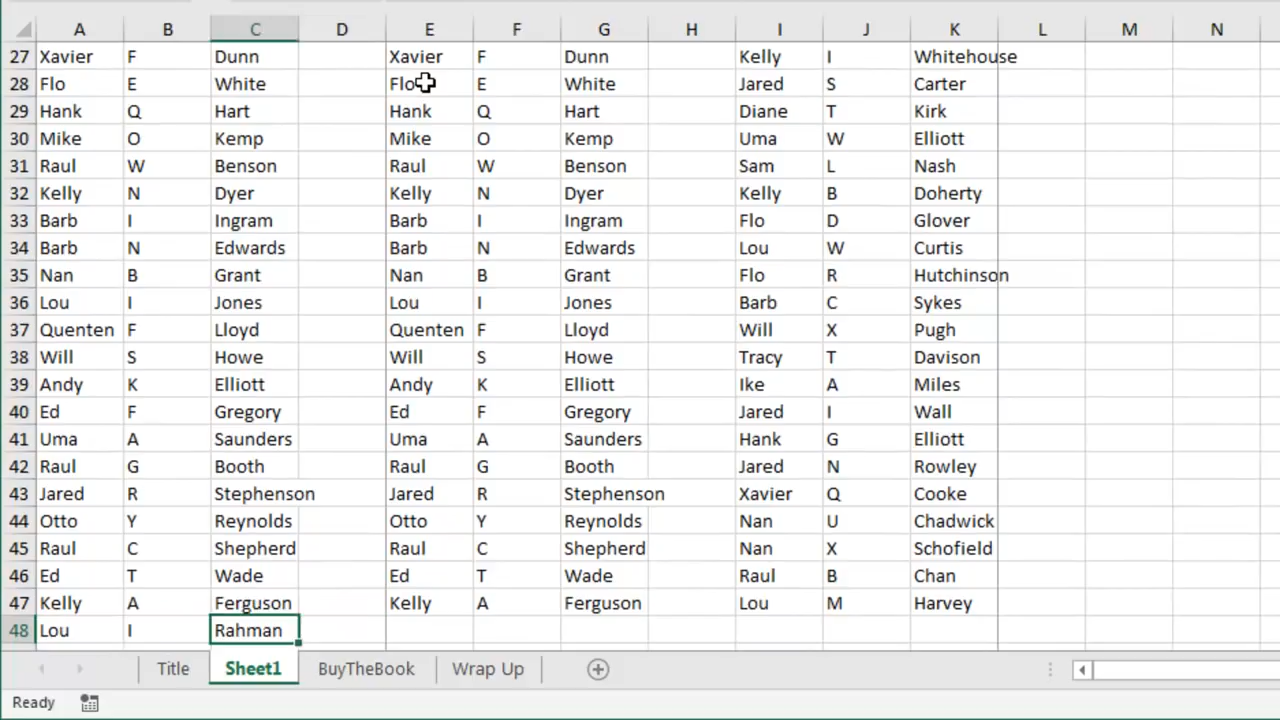 A B C D E F G H I J K L M N
27 Xavier F Dunn Xavier F Dunn Kelly I Whitehouse
28 Flo E White Flo E White Jared S Carter
29 Hank Q Hart Hank Q Hart Diane T Kirk
30 Mike O Kemp Mike O Kemp Uma W Elliott
31 Raul W Benson Raul W Benson Sam L Nash
32 Kelly N Dyer Kelly N Dyer Kelly B Doherty
33 Barb I Ingram Barb I Ingram Flo D Glover
34 Barb N Edwards Barb N Edwards Lou W Curtis
35 Nan B Grant Nan B Grant Flo R Hutchinson
36 Lou I Jones Lou I Jones Barb C Sykes
37 Quenten F Lloyd Quenten F Lloyd Will X Pugh
38 Will S Howe Will S Howe Tracy T Davison
39 Andy K Elliott Andy K Elliott Ike A Miles
40 Ed F Gregory Ed F Gregory Jared I Wall
41 Uma A Saunders Uma A Saunders Hank G Elliott
42 Raul G Booth Raul G Booth Jared N Rowley
43 Jared R Stephenson Jared R Stephenson Xavier Q Cooke
44 Otto Y Reynolds Otto Y Reynolds Nan U Chadwick
45 Raul C Shepherd Raul C Shepherd Nan X Schofield
46 Ed T Wade Ed T Wade Raul B Chan
47 Kelly A Ferguson Kelly A Ferguson Lou M Harvey
48 Lou I Rahman
Title Sheet1 BuyTheBook Wrap Up
Ready